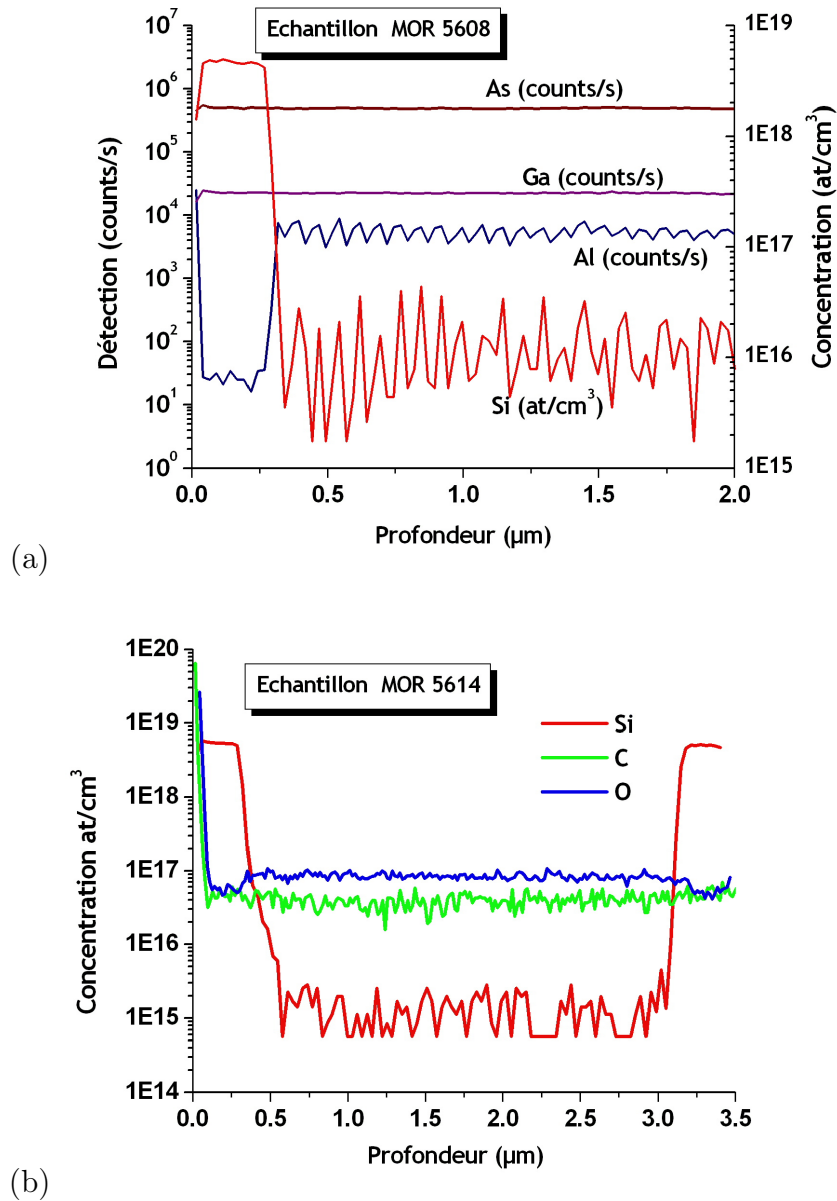 Echantillon MOR 5608
10⁷
10⁶
10⁵
10⁴
10³
10²
10¹
10⁰
Détection (counts/s)
1E19
1E18
1E17
1E16
1E15
Concentration (at/cm³)
As (counts/s)
Ga (counts/s)
Al (counts/s)
Si (at/cm³)
0.0 0.5 1.0 1.5 2.0
Profondeur (µm)
(a)
Echantillon MOR 5614
1E20
1E19
1E18
1E17
1E16
1E15
1E14
Concentration at/cm³
Si
C
O
0.0 0.5 1.0 1.5 2.0 2.5 3.0 3.5
Profondeur (µm)
(b)